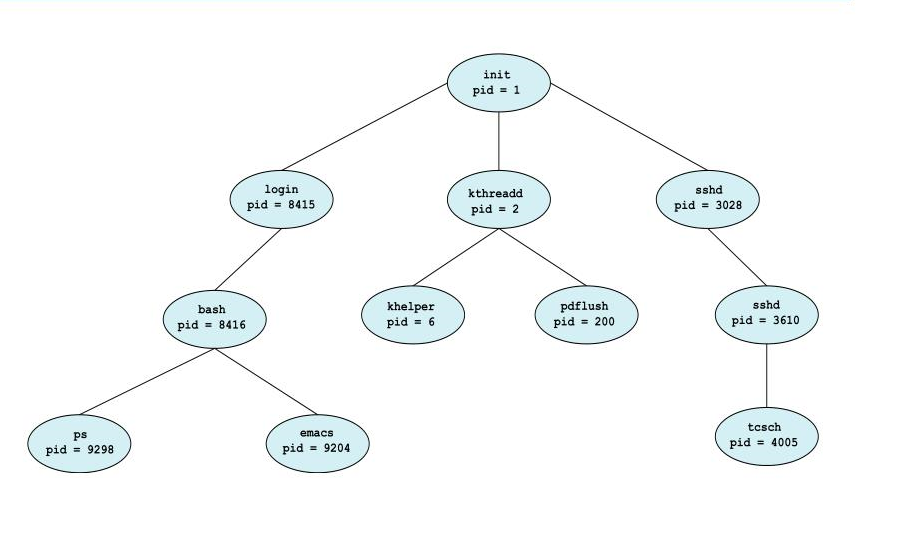 init
pid = 1
login
pid = 8415
kthreadd
pid = 2
sshd
pid = 3028
bash
pid = 8416
khelper
pid = 6
pdflush
pid = 200
sshd
pid = 3610
ps
pid = 9298
emacs
pid = 9204
tcsch
pid = 4005